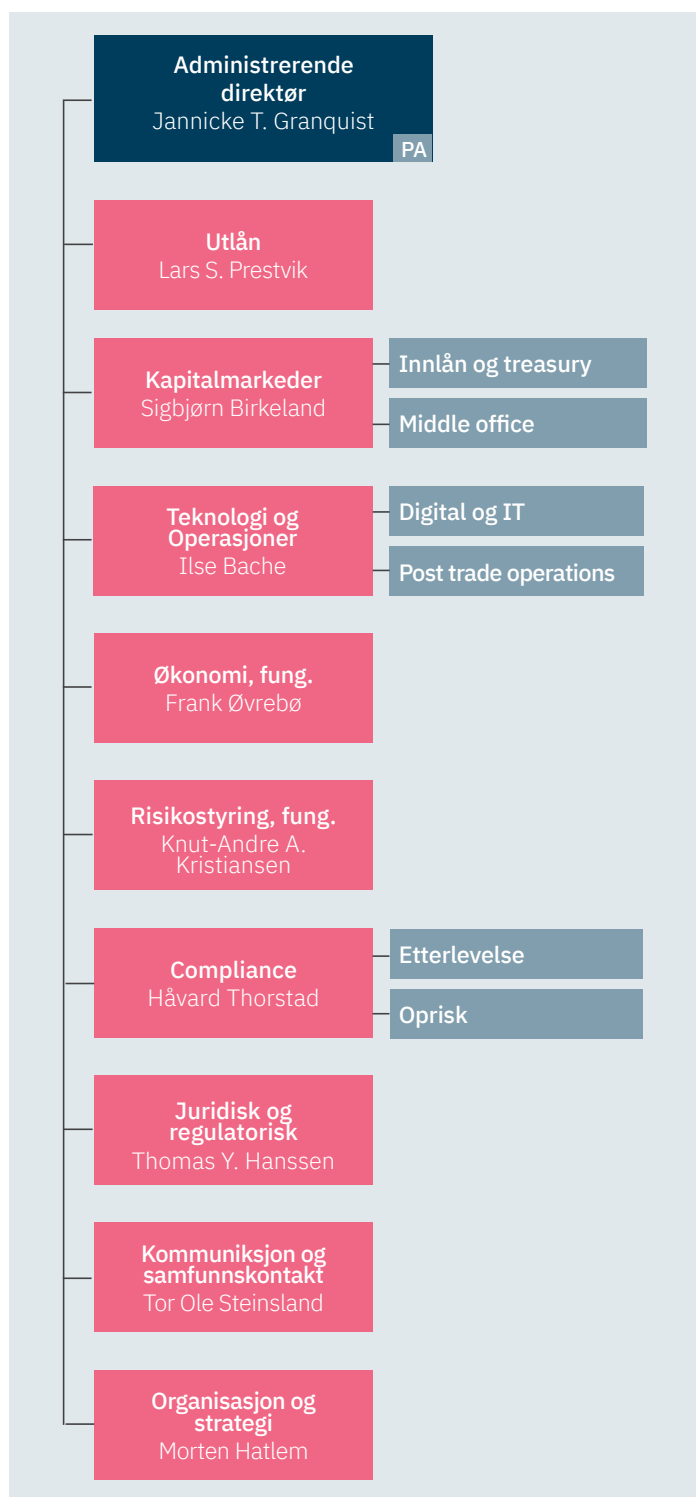 Administrerende
direktør
Jannicke T. Granquist
PA
Utlån
Lars S. Prestvik
Kapitalmarkeder
Sigbjørn Birkeland
Innlån og treasury
Middle office
Teknologi og
Operasjoner
Ilse Bache
Digital og IT
Post trade operations
Økonomi, fung.
Frank Øvrebø
Risikostyring, fung.
Knut-Andre A.
Kristiansen
Compliance
Håvard Thorstad
Etterlevelse
Oprisk
Juridisk og
regulatorisk
Thomas Y. Hanssen
Kommuniksjon og
samfunnskontakt
Tor Ole Steinsland
Organisasjon og
strategi
Morten Hatlem